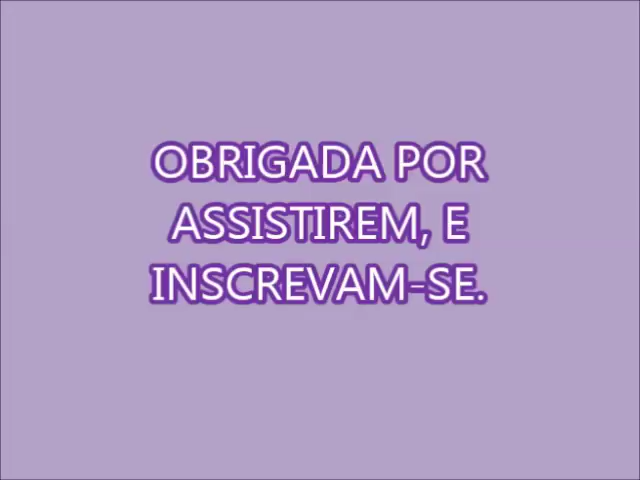 OBRIGADA POR
ASSISTIREM, E
INSCREVAM-SE.